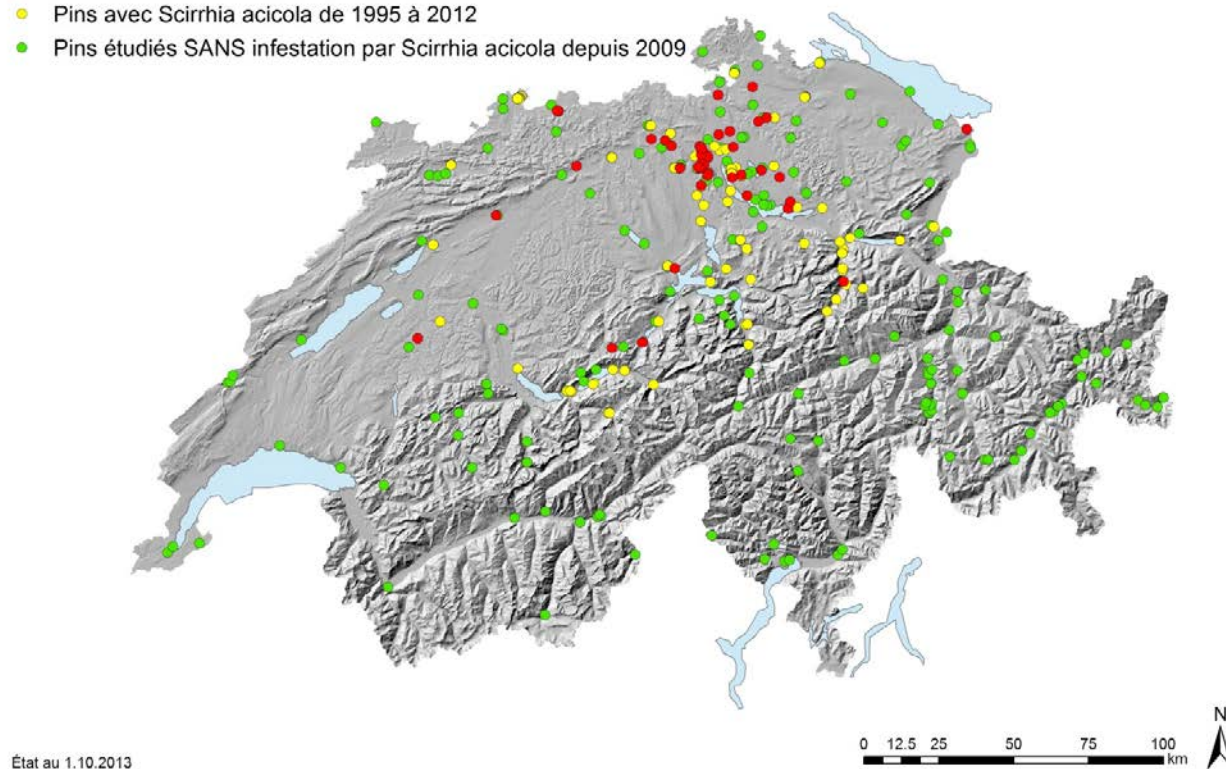 Pins avec Scirrhia acicola de 1995 à 2012
Pins étudiés SANS infestation par Scirrhia acicola depuis 2009
N
0 12.5 25 50 75 100
km
État au 1.10.2013